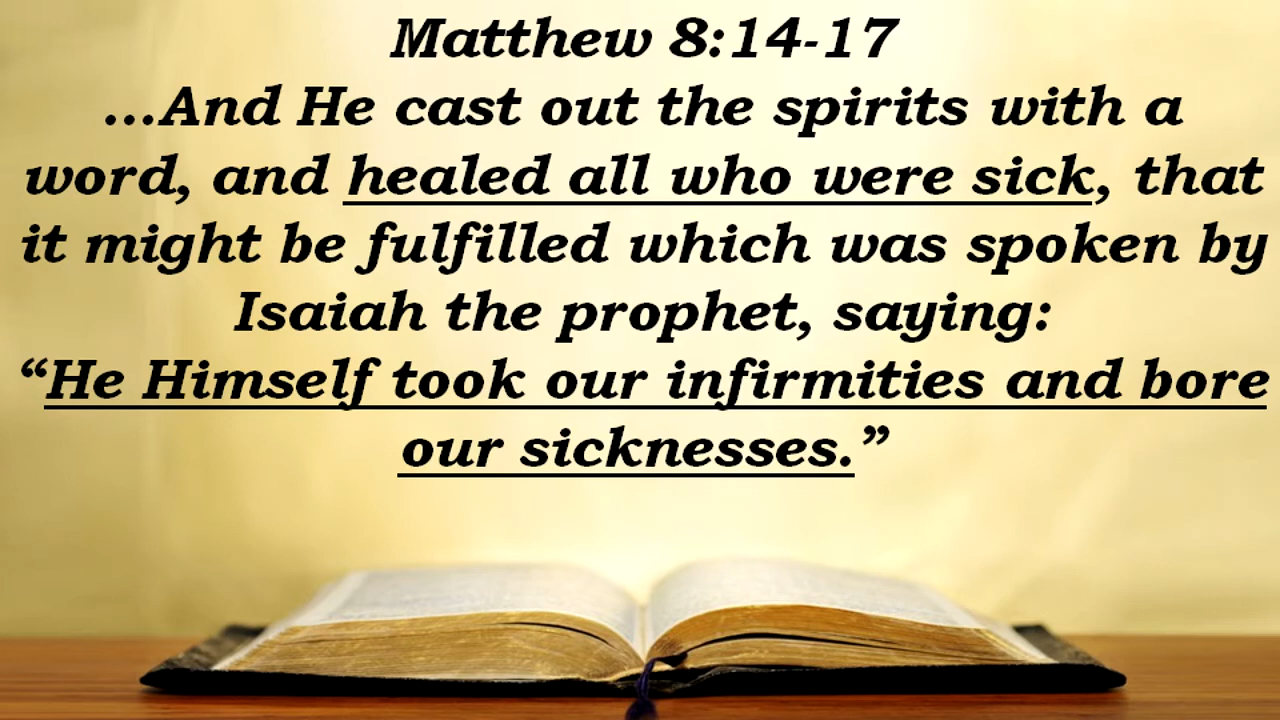 Matthew 8:14-17
...And He cast out the spirits with a
word, and healed all who were sick, that
it might be fulfilled which was spoken by
Isaiah the prophet, saying:
“He Himself took our infirmities and bore
our sicknesses.”